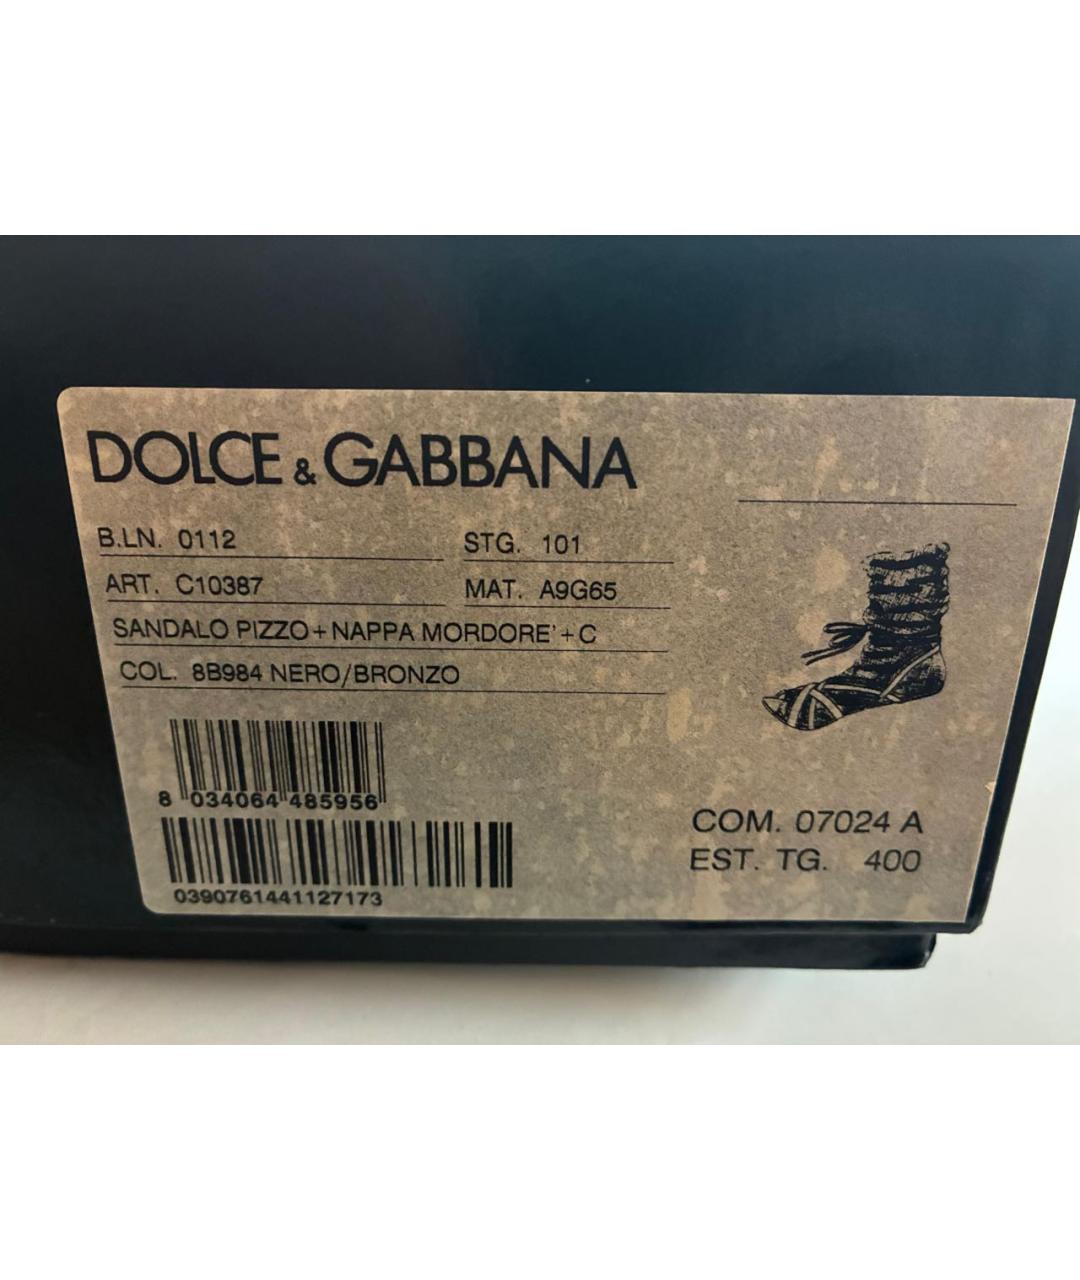 DOLCE & GABBANA
B.LN. 0112
STG. 101
ART. C10387
MAT. A9G65
SANDALO PIZZO+NAPPA MORDORE'+C
COL. 8B984 NERO/BRONZO
8 034064 485956
0390761441127173
COM. 07024 A
EST. TG. 400